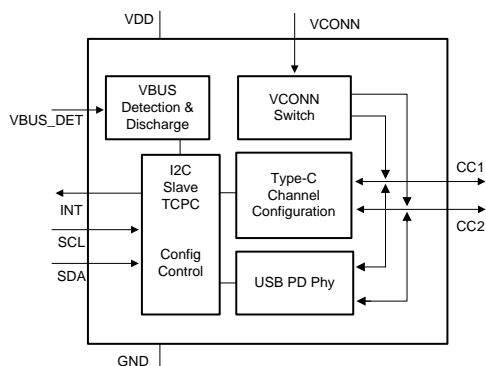 VDD
VCONN
VBUS
Detection &
Discharge
VBUS_DET
VCONN
Switch
I2C
Slave
TCPC
Config
Control
Type-C
Channel
Configuration
CC1
CC2
INT
SCL
SDA
USB PD Phy
GND